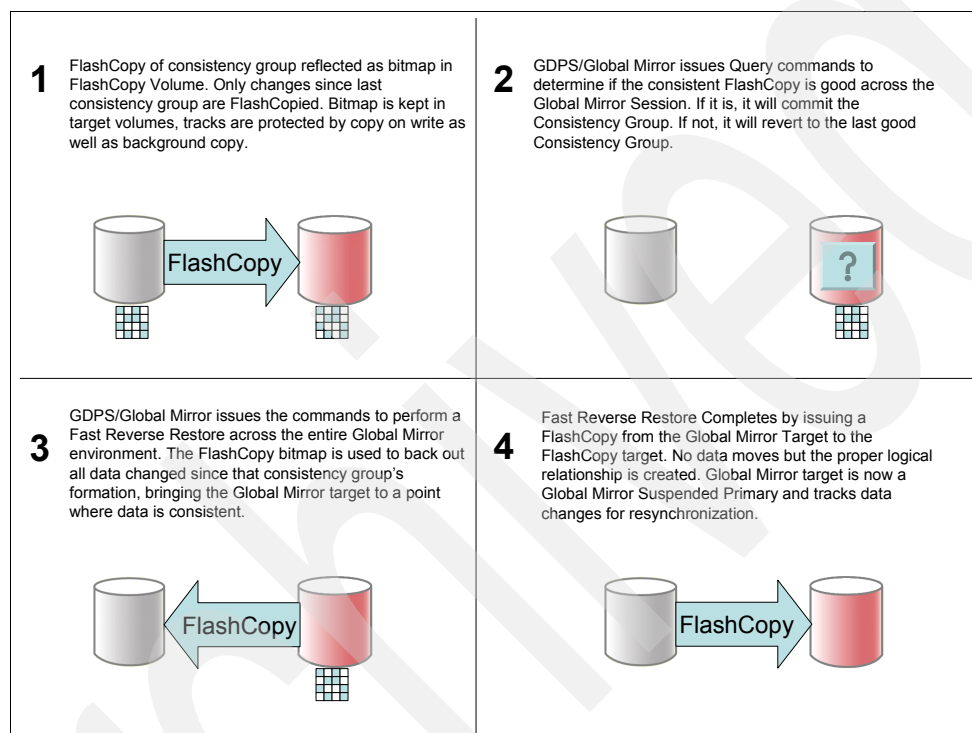 1
FlashCopy of consistency group reflected as bitmap in
FlashCopy Volume. Only changes since last
consistency group are FlashCopied. Bitmap is kept in
target volumes, tracks are protected by copy on write as
well as background copy.
FlashCopy
2
GDPS/Global Mirror issues Query commands to
determine if the consistent FlashCopy is good across the
Global Mirror Session. If it is, it will commit the
Consistency Group. If not, it will revert to the last good
Consistency Group.
?
3
GDPS/Global Mirror issues the commands to perform a
Fast Reverse Restore across the entire Global Mirror
environment. The FlashCopy bitmap is used to back out
all data changed since that consistency group's
formation, bringing the Global Mirror target to a point
where data is consistent.
FlashCopy
4
Fast Reverse Restore Completes by issuing a
FlashCopy from the Global Mirror Target to the
FlashCopy target. No data moves but the proper logical
relationship is created. Global Mirror target is now a
Global Mirror Suspended Primary and tracks data
changes for resynchronization.
FlashCopy